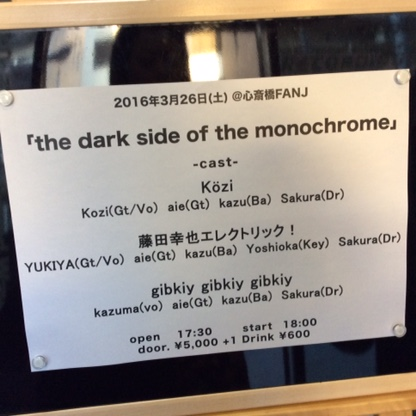 2016年3月26日(土) @心斎橋FANJ
「the dark side of the monochrome」
-cast-
Közi
Kozi(Gt/Vo) aie(Gt) kazu(Ba) Sakura(Dr)
藤田幸也エレクトリック！
YUKIYA(Gt/Vo) aie(Gt) kazu(Ba) Yoshioka(Key) Sakura(Dr)
gibkiy gibkiy gibkiy
kazuma(vo) aie(Gt) kazu(Ba) Sakura(Dr)
open 17:30 start 18:00
door. ¥5,000 +1 Drink ¥600